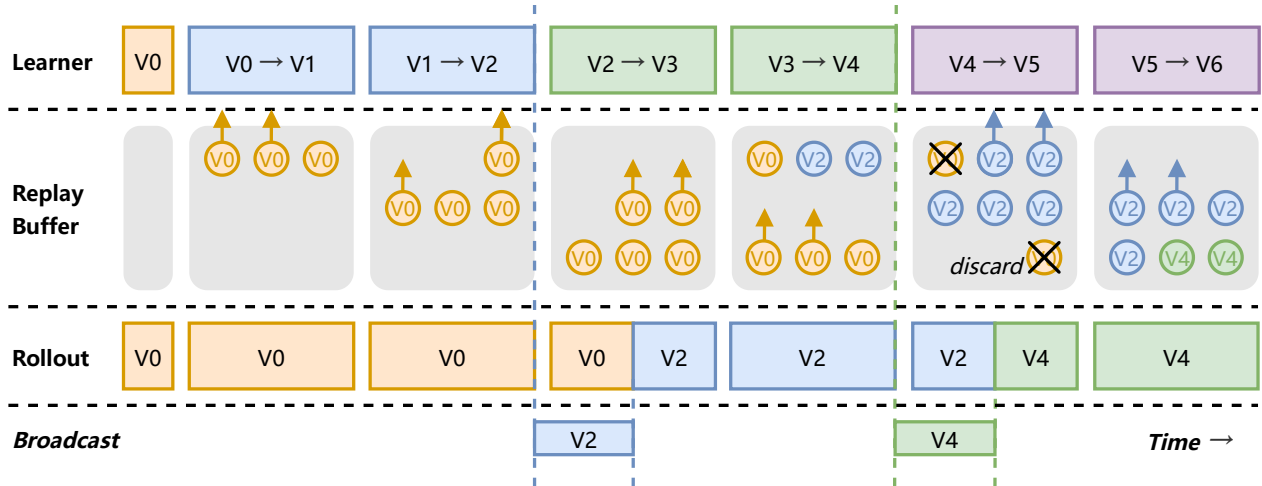 Learner V0 V0 → V1 V1 → V2 V2 → V3 V3 → V4 V4 → V5 V5 → V6
Replay
Buffer
V0 V0 V0 V0 V0 V2 V2 V0 V2 V2
V0 V0 V0 V0 V0 V2 V2 V2 V2 V2 V2
V0 V0 V0 V0 V0 V0 discard V0 V2 V4 V4
Rollout V0 V0 V0 V0 V2 V2 V2 V4 V4
Broadcast V2 V4 Time →